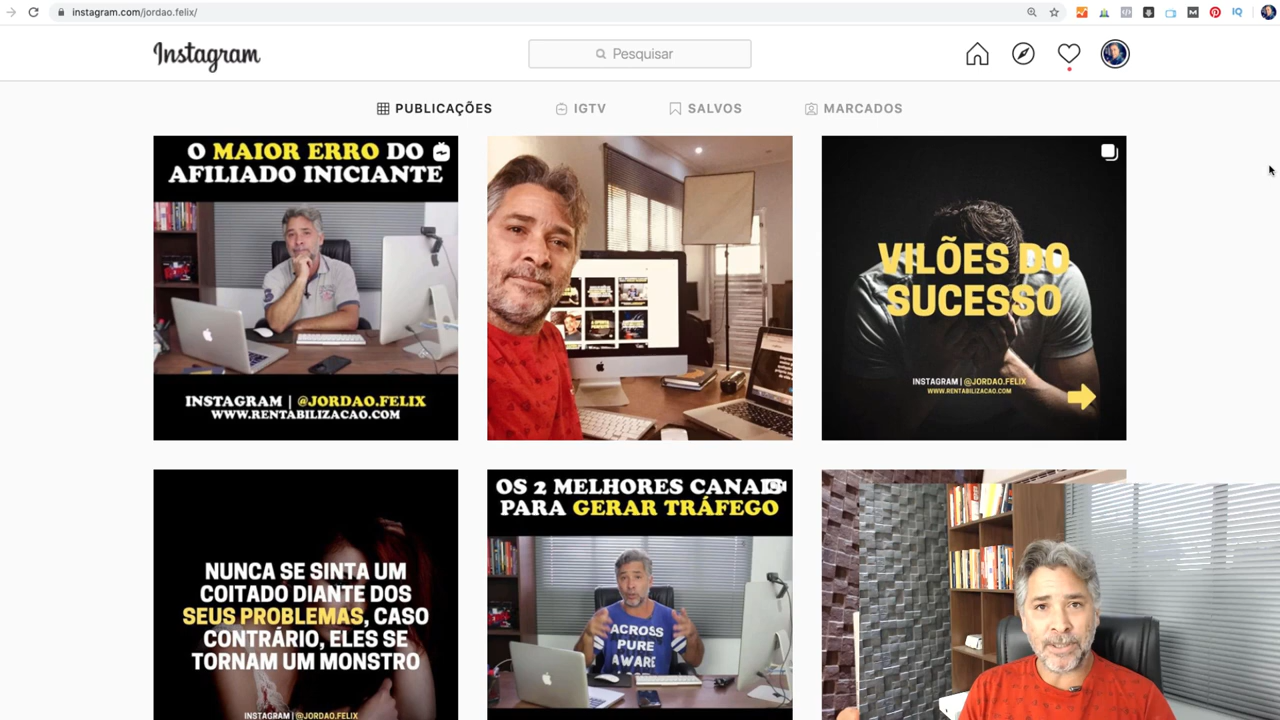 instagram.com/jordao.felix/
Instagram
Pesquisar
PUBLICAÇÕES
IGTV
SALVOS
MARCADOS
O MAIOR ERRO DO
AFILIADO INICIANTE
INSTAGRAM | @JORDAO.FELIX
WWW.RENTABILIZACAO.COM
VILÕES DO
SUCESSO
INSTAGRAM | @JORDAO.FELIX
WWW.RENTABILIZACAO.COM
NUNCA SE SINTA UM
COITADO DIANTE DOS
SEUS PROBLEMAS, CASO
CONTRÁRIO, ELES SE
TORNAM UM MONSTRO
INSTAGRAM | @JORDAO.FELIX
OS 2 MELHORES CANAIS
PARA GERAR TRÁFEGO
ACROSS
PURE
AWARE